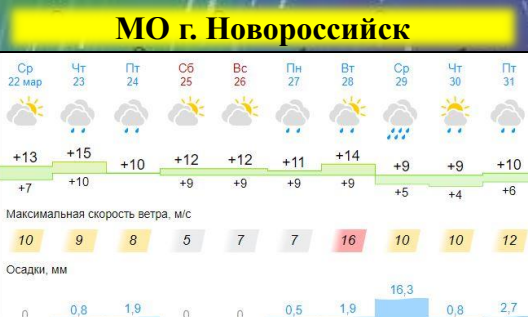 МО г. Новороссийск
Ср Чт Пт Сб Вс Пн Вт Ср Чт Пт
22 мар 23 24 25 26 27 28 29 30 31
+13 +15 +10 +12 +12 +11 +14 +9 +9 +10
+7 +10 +9 +9 +9 +9 +5 +4 +6
Максимальная скорость ветра, м/с
10 9 8 5 7 7 16 10 10 12
Осадки, мм
0 0,8 1,9 0 0 0,5 1,9 16,3 0,8 2,7